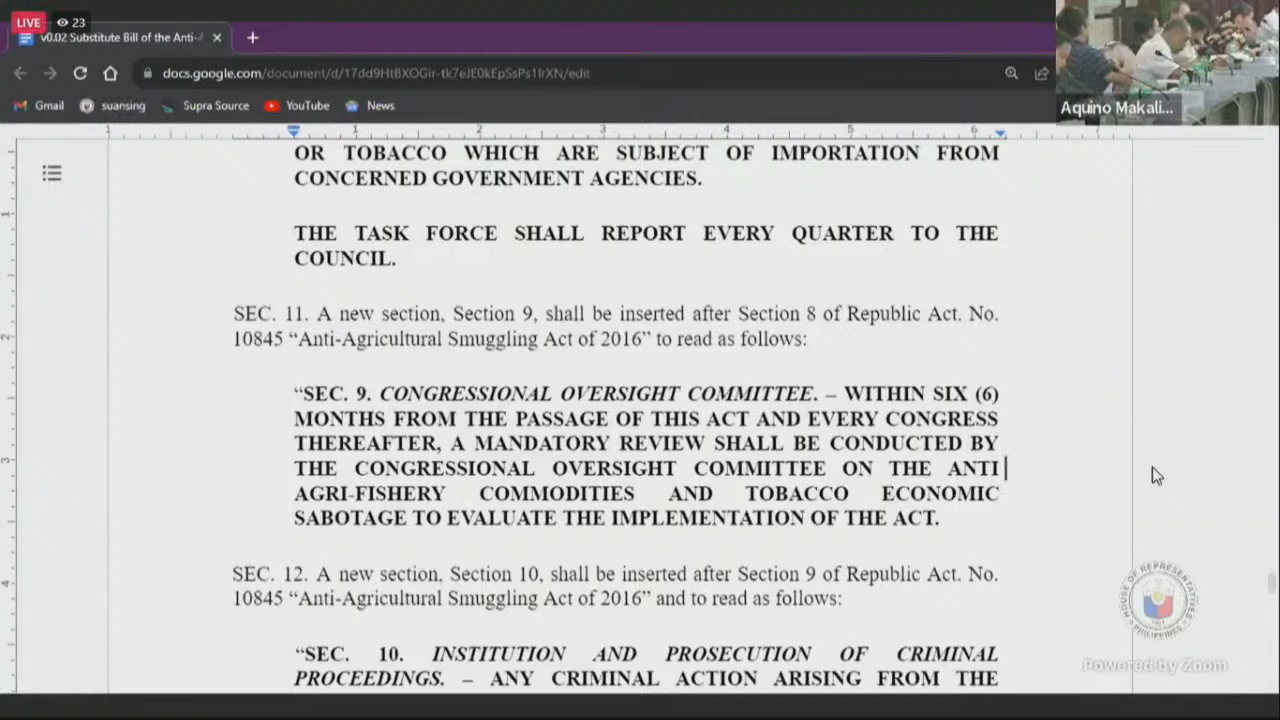 LIVE 23
v0.02 Substitute Bill of the Anti-
Aquino Makali...
Gmail suansing Supra Source YouTube News
OR TOBACCO WHICH ARE SUBJECT OF IMPORTATION FROM
CONCERNED GOVERNMENT AGENCIES.
THE TASK FORCE SHALL REPORT EVERY QUARTER TO THE
COUNCIL.
SEC. 11. A new section, Section 9, shall be inserted after Section 8 of Republic Act. No.
10845 “Anti-Agricultural Smuggling Act of 2016” to read as follows:
“SEC. 9. CONGRESSIONAL OVERSIGHT COMMITTEE. – WITHIN SIX (6)
MONTHS FROM THE PASSAGE OF THIS ACT AND EVERY CONGRESS
THEREAFTER, A MANDATORY REVIEW SHALL BE CONDUCTED BY
THE CONGRESSIONAL OVERSIGHT COMMITTEE ON THE ANTI
AGRI-FISHERY COMMODITIES AND TOBACCO ECONOMIC
SABOTAGE TO EVALUATE THE IMPLEMENTATION OF THE ACT.
SEC. 12. A new section, Section 10, shall be inserted after Section 9 of Republic Act. No.
10845 “Anti-Agricultural Smuggling Act of 2016” and to read as follows:
HOUSE OF REPRESENTATIVES
PHILIPPINES
“SEC. 10. INSTITUTION AND PROSECUTION OF CRIMINAL
PROCEEDINGS. – ANY CRIMINAL ACTION ARISING FROM THE
Powered by Zoom